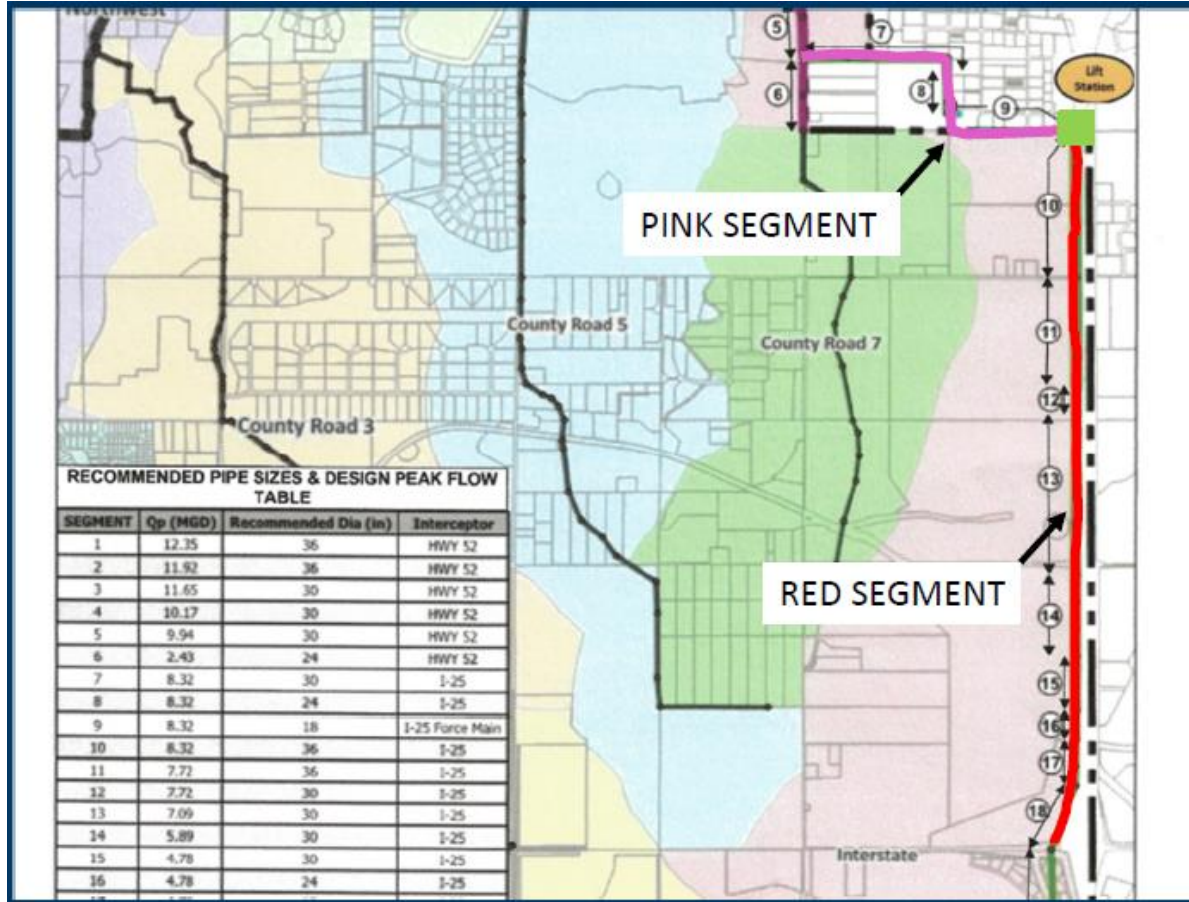 Northwest
5
7
Lift
Station
6
8
9
PINK SEGMENT
10
County Road 5
County Road 7
11
12
County Road 3
13
RED SEGMENT
14
15
16
17
18
Interstate
RECOMMENDED PIPE SIZES & DESIGN PEAK FLOW
TABLE
SEGMENT Qp (MGD) Recommended Dia (in) Interceptor
1 12.35 36 HWY 52
2 11.92 36 HWY 52
3 11.65 30 HWY 52
4 10.17 30 HWY 52
5 9.94 30 HWY 52
6 2.43 24 HWY 52
7 8.32 30 I-25
8 8.32 24 I-25
9 8.32 18 I-25 Force Main
10 8.32 36 I-25
11 7.72 36 I-25
12 7.72 30 I-25
13 7.09 30 I-25
14 5.89 30 I-25
15 4.78 30 I-25
16 4.78 24 I-25